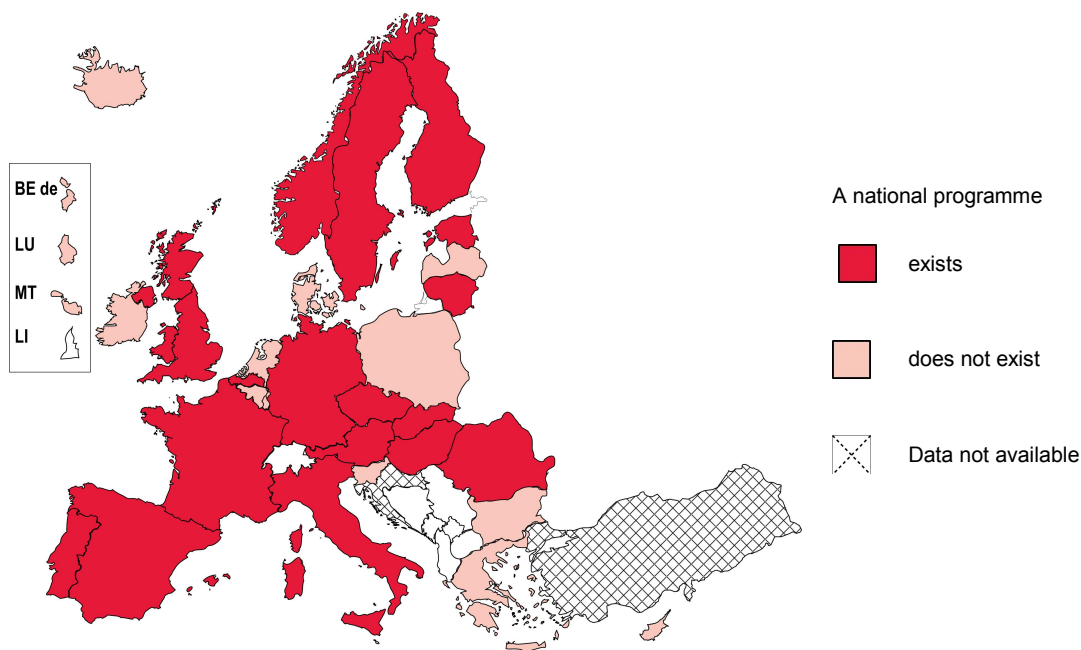 BE de
LU
MT
LI
A national programme
exists
does not exist
Data not available